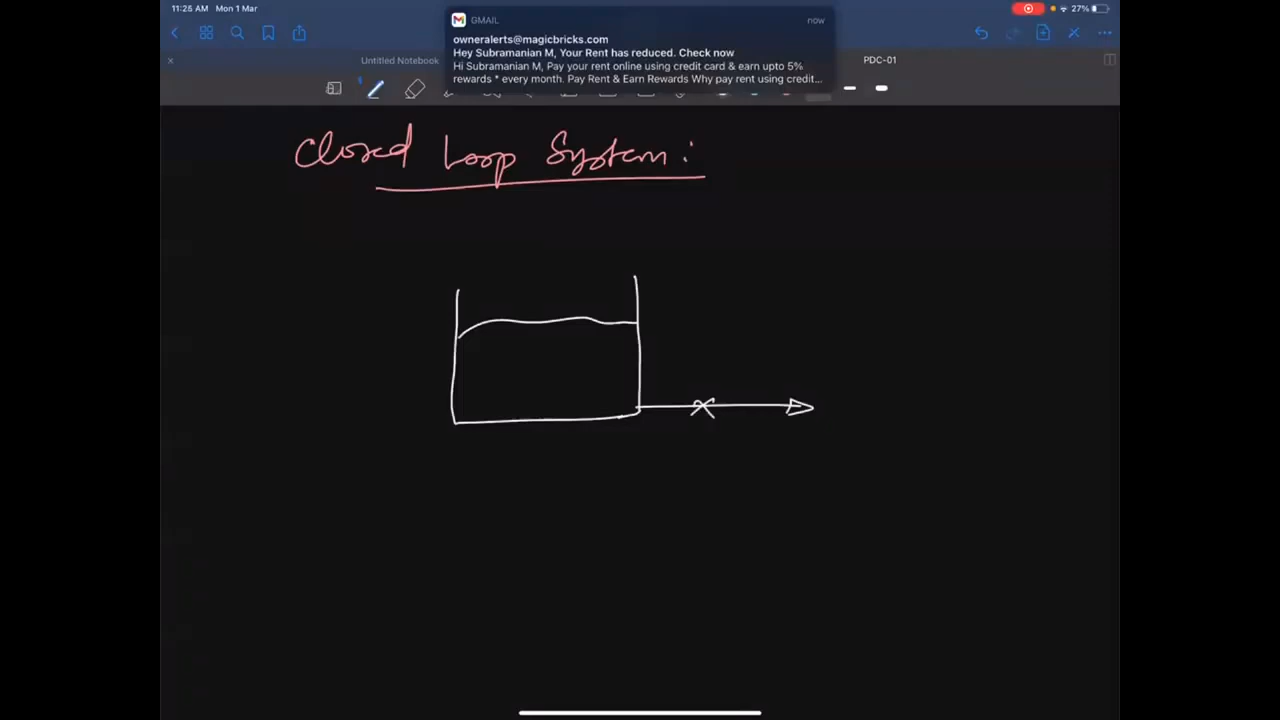 11:25 AM Mon 1 Mar
27%
GMAIL
now
owneralerts@magicbricks.com
Hey Subramanian M, Your Rent has reduced. Check now
Hi Subramanian M, Pay your rent online using credit card & earn upto 5%
rewards * every month. Pay Rent & Earn Rewards Why pay rent using credit...
Untitled Notebook
PDC-01
Closed Loop System: